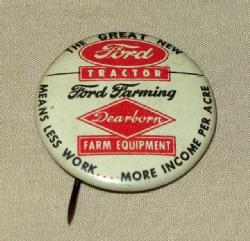 THE GREAT NEW
Ford
TRACTOR
Ford Farming
Dearborn
FARM EQUIPMENT
MEANS LESS WORK... MORE INCOME PER ACRE